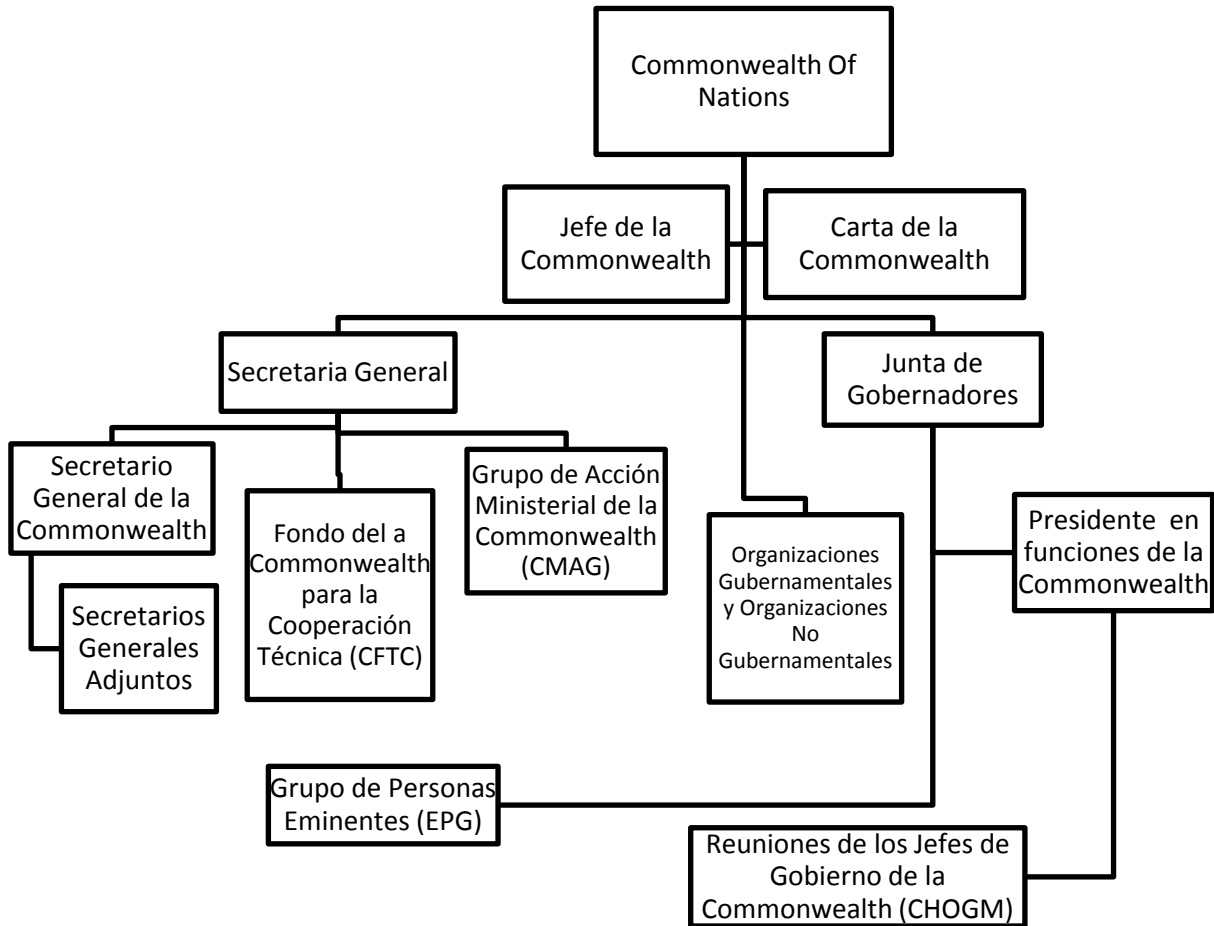 Commonwealth Of
Nations
Jefe de la
Commonwealth
Carta de la
Commonwealth
Secretaria General
Junta de
Gobernadores
Secretario
General de la
Commonwealth
Secretarios
Generales
Adjuntos
Fondo del a
Commonwealth
para la
Cooperación
Técnica (CFTC)
Grupo de Acción
Ministerial de la
Commonwealth
(CMAG)
Organizaciones
Gubernamentales
y Organizaciones
No
Gubernamentales
Presidente en
funciones de la
Commonwealth
Grupo de Personas
Eminentes (EPG)
Reuniones de los Jefes de
Gobierno de la
Commonwealth (CHOGM)